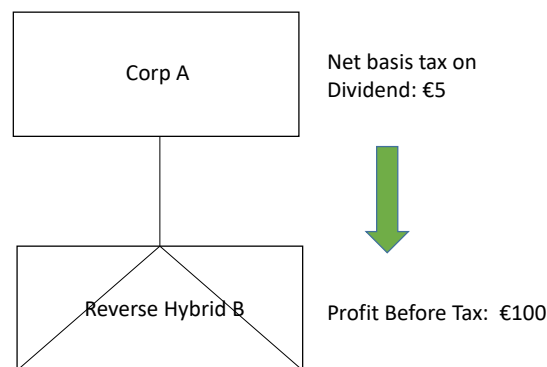 Corp A
Net basis tax on
Dividend: €5
Reverse Hybrid B
Profit Before Tax: €100